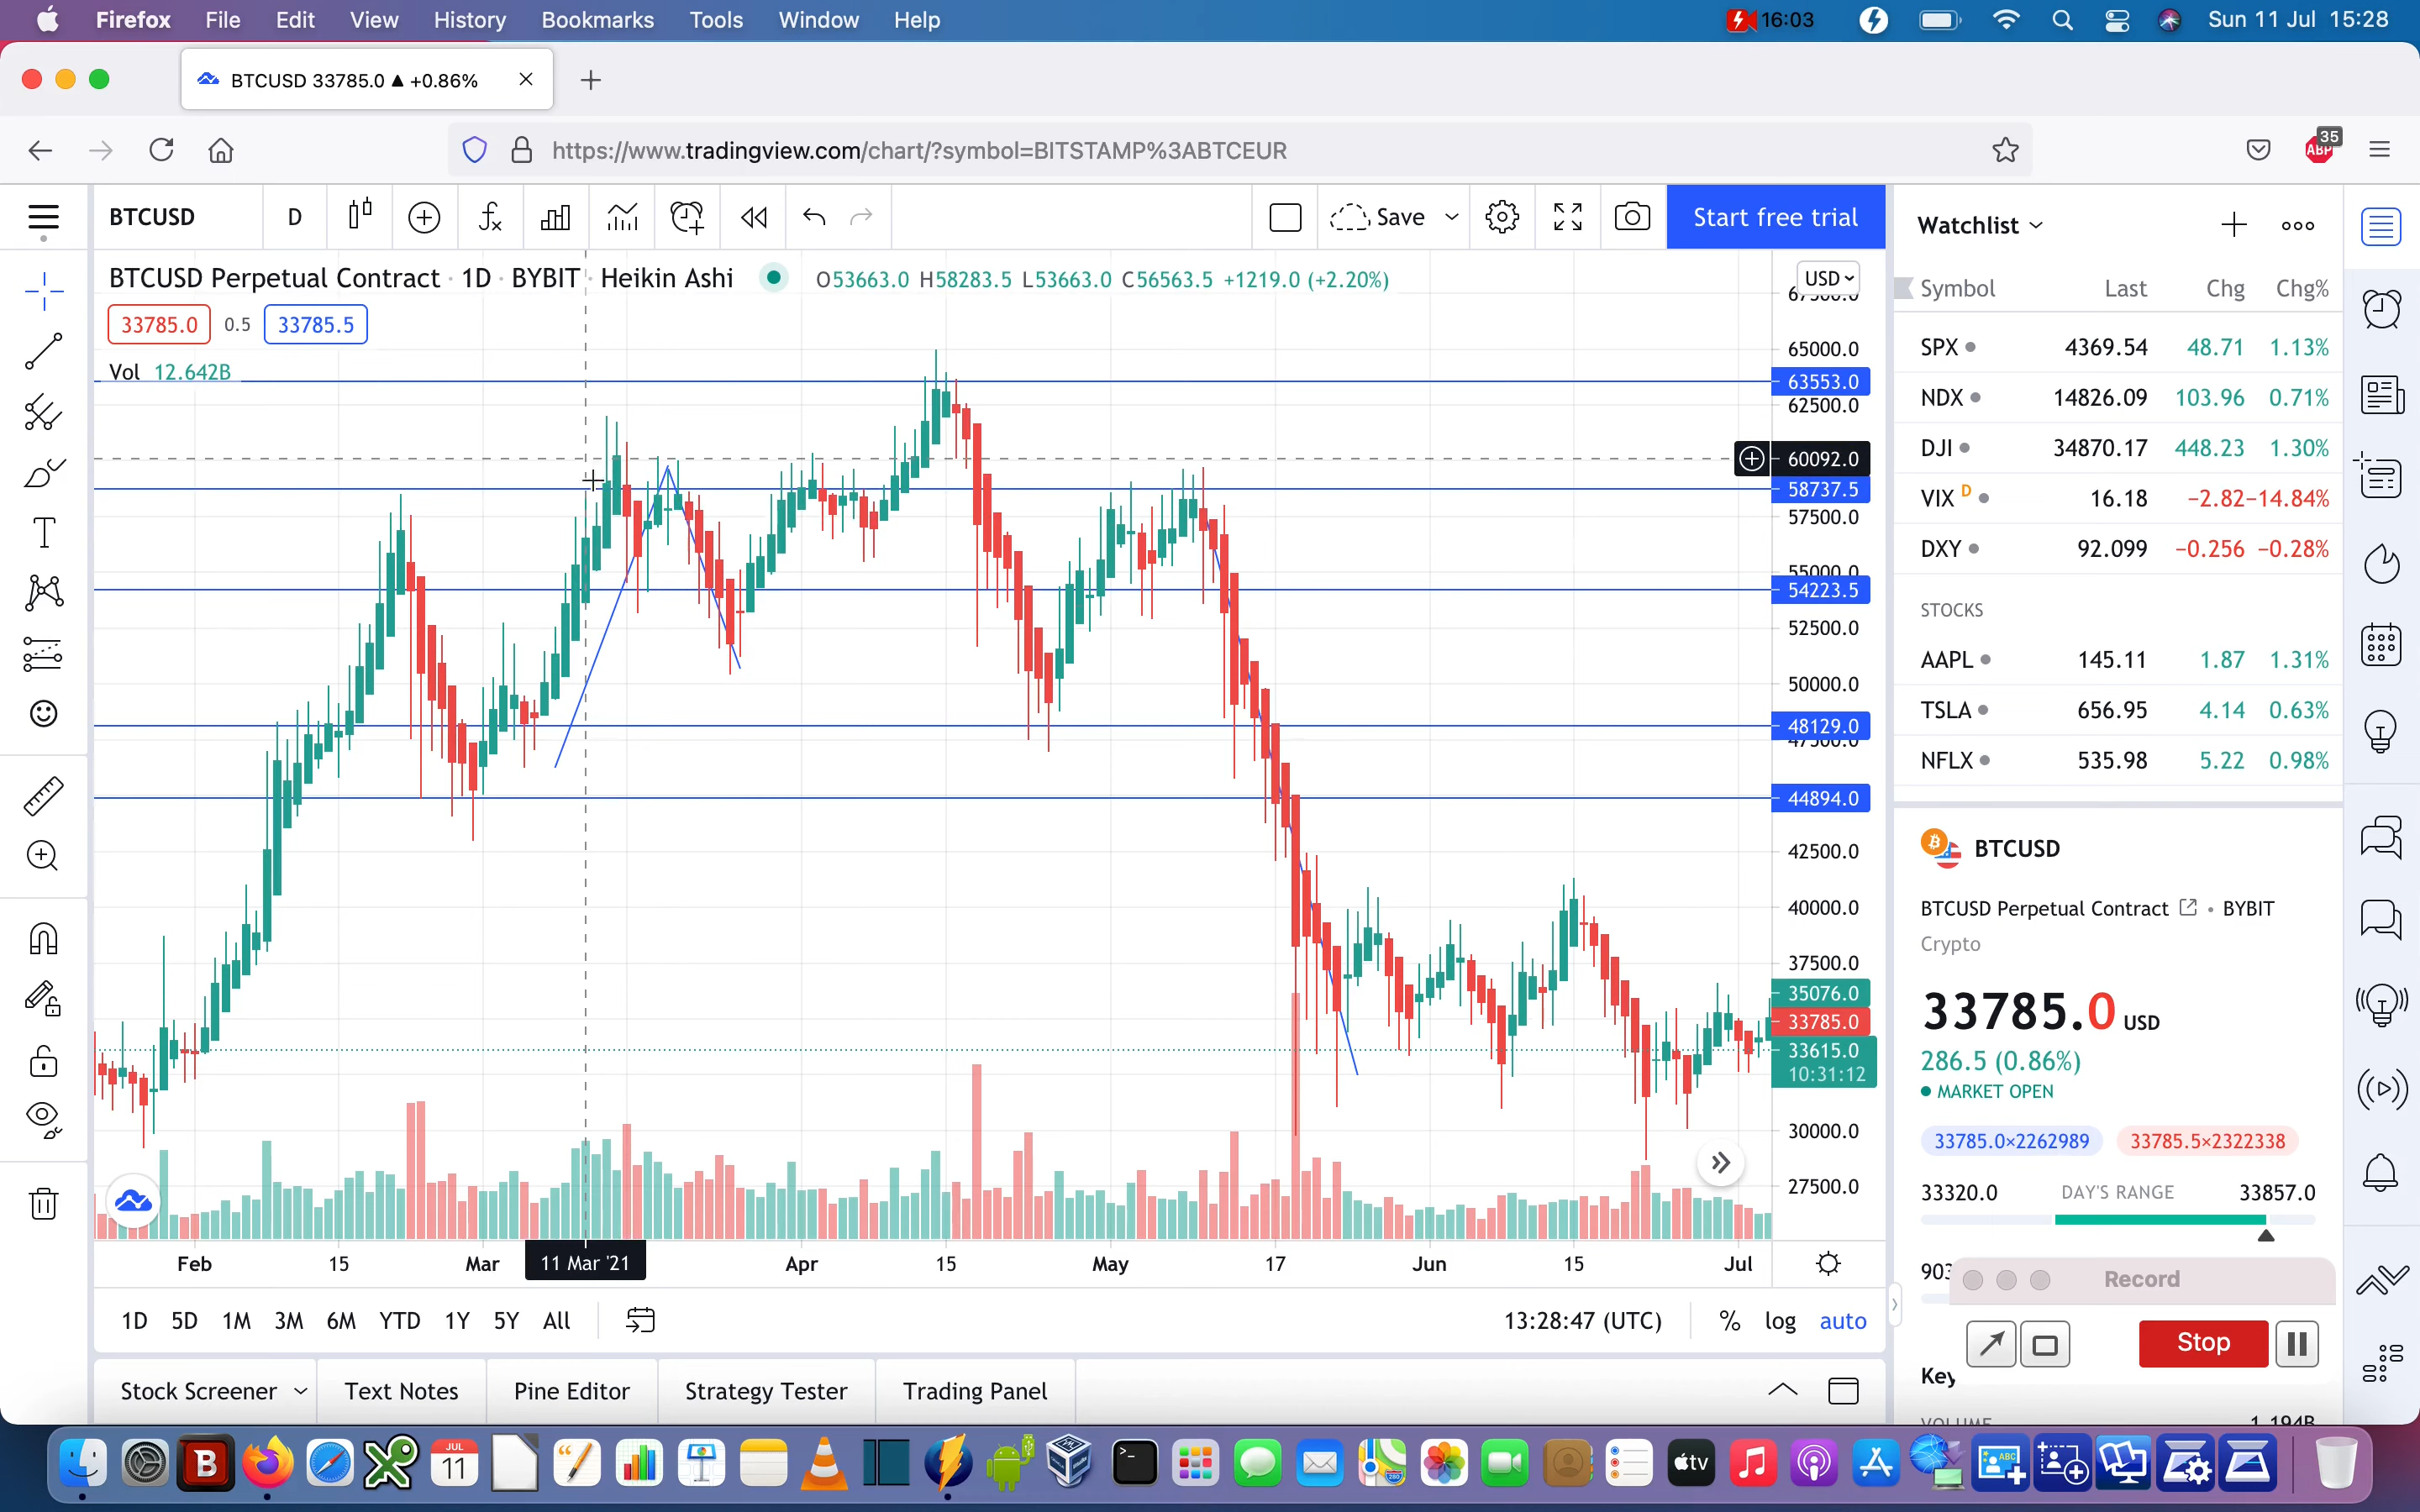 Firefox File Edit View History Bookmarks Tools Window Help 16:03 Sun 11 Jul 15:28
BTCUSD 33785.0 ▲ +0.86%
https://www.tradingview.com/chart/?symbol=BITSTAMP%3ABTCEUR
ABP 35
BTCUSD D Save Start free trial
BTCUSD Perpetual Contract · 1D · BYBIT · Heikin Ashi O53663.0 H58283.5 L53663.0 C56563.5 +1219.0 (+2.20%)
USD
33785.0 0.5 33785.5
Vol 12.642B
65000.0
63553.0
62500.0
60092.0
58737.5
57500.0
55000.0
54223.5
52500.0
50000.0
48129.0
47500.0
44894.0
42500.0
40000.0
37500.0
35076.0
33785.0
33615.0
10:31:12
30000.0
27500.0
Feb 15 Mar 11 Mar '21 Apr 15 May 17 Jun 15 Jul
1D 5D 1M 3M 6M YTD 1Y 5Y All 13:28:47 (UTC) % log auto
Stock Screener Text Notes Pine Editor Strategy Tester Trading Panel
Watchlist
Symbol Last Chg Chg%
SPX 4369.54 48.71 1.13%
NDX 14826.09 103.96 0.71%
DJI 34870.17 448.23 1.30%
VIX D 16.18 −2.82 −14.84%
DXY 92.099 −0.256 −0.28%
STOCKS
AAPL 145.11 1.87 1.31%
TSLA 656.95 4.14 0.63%
NFLX 535.98 5.22 0.98%
BTCUSD
BTCUSD Perpetual Contract • BYBIT
Crypto
33785.0 USD
286.5 (0.86%)
MARKET OPEN
33785.0×2262989 33785.5×2322338
33320.0 DAY'S RANGE 33857.0
903
Record
Stop
Key
JUL
11
tv